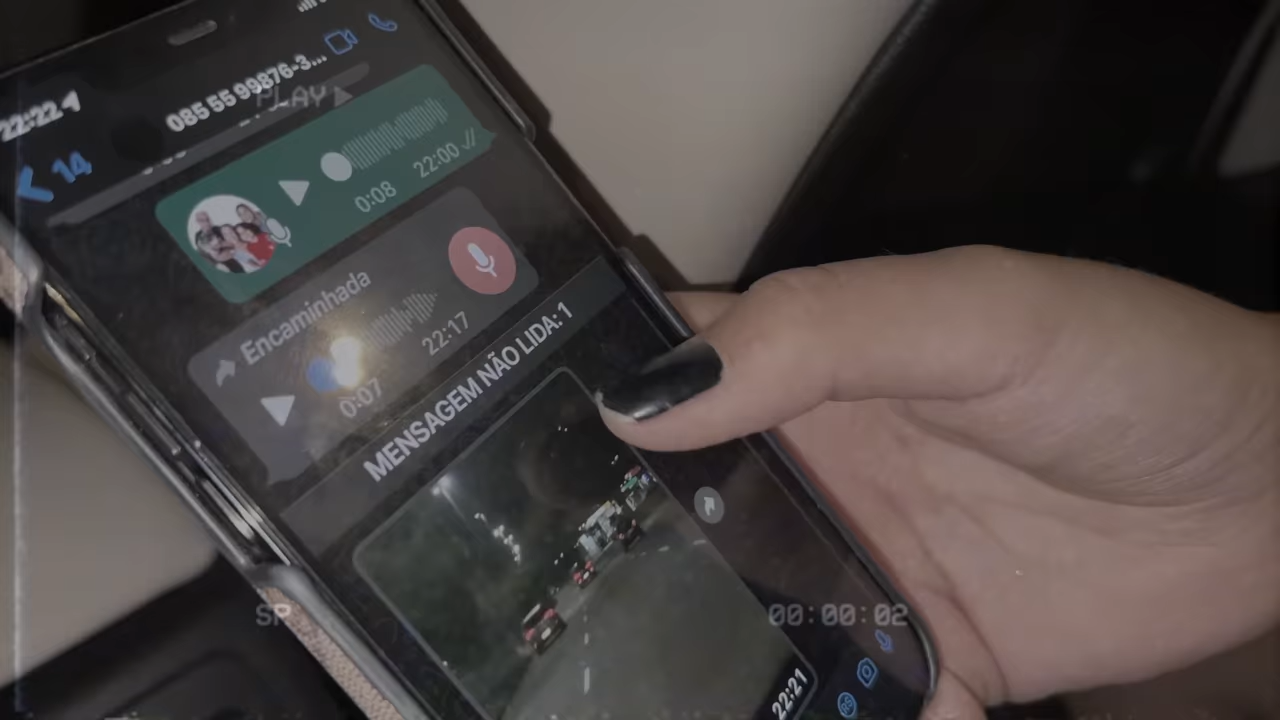 22:22
085 55 99876-3...
PLAY
14
0:08
22:00
Encaminhada
0:07
22:17
MENSAGEM NÃO LIDA: 1
22:21
SP
00:00:02